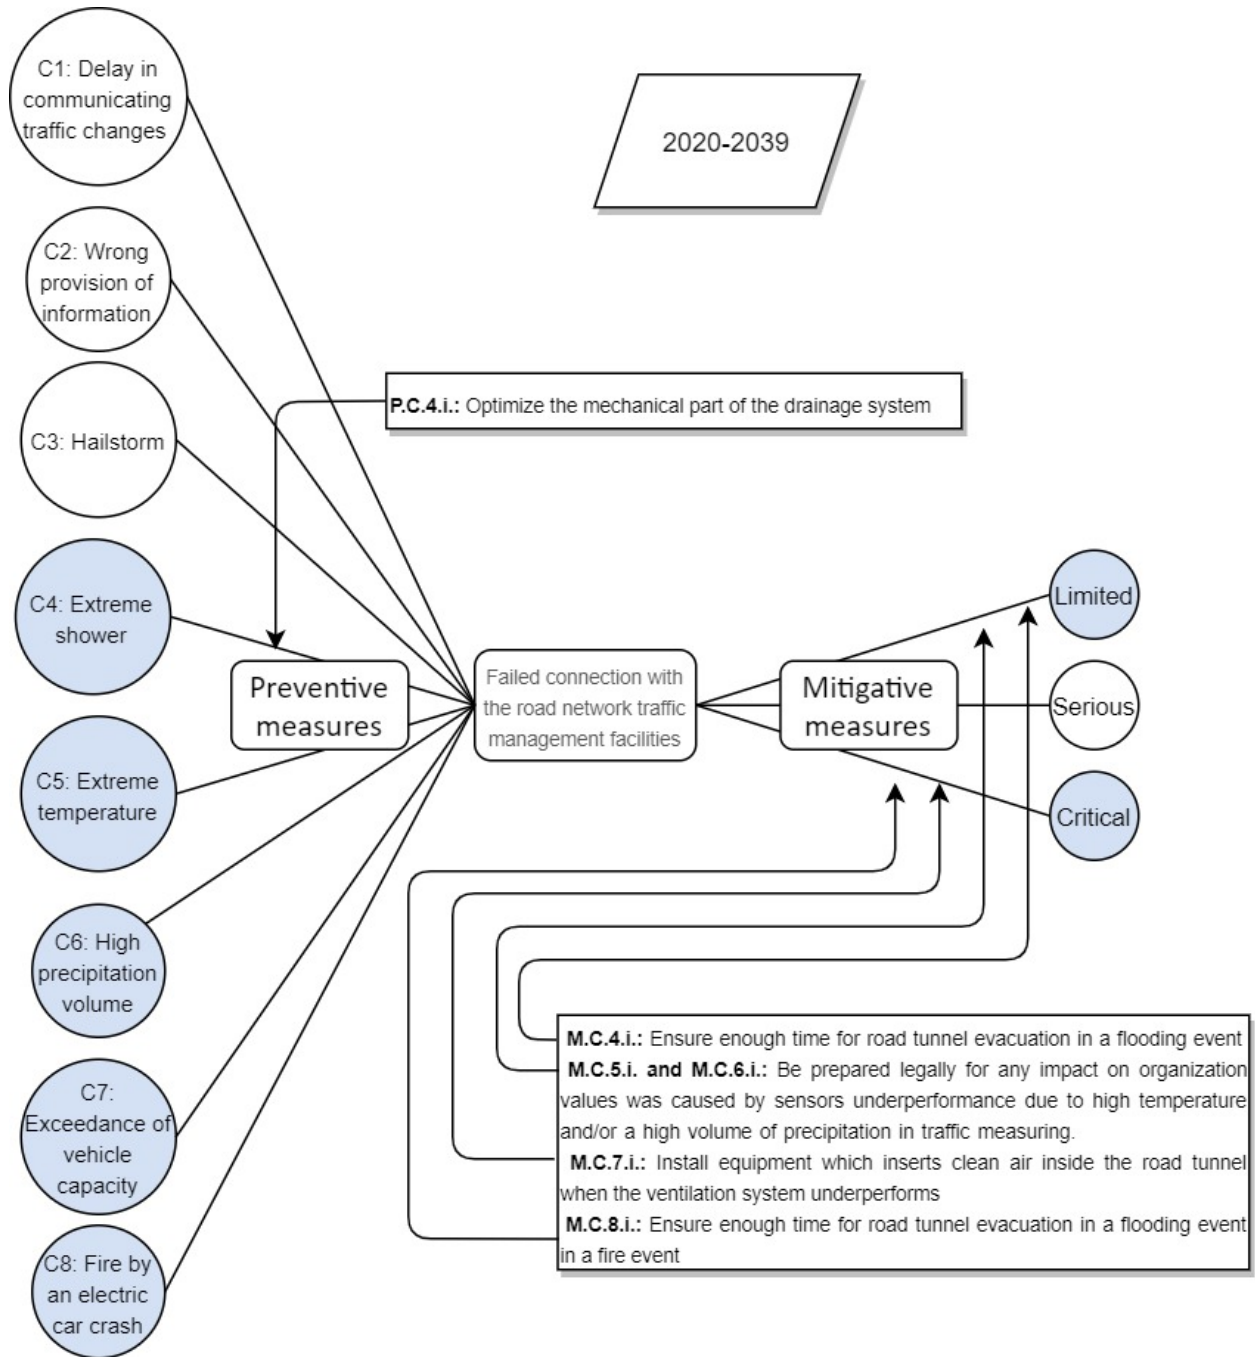 C1: Delay in
communicating
traffic changes
2020-2039
C2: Wrong
provision of
information
P.C.4.i.: Optimize the mechanical part of the drainage system
C3: Hailstorm
C4: Extreme
shower
Preventive
measures
Failed connection with
the road network traffic
management facilities
Mitigative
measures
Limited
Serious
Critical
C5: Extreme
temperature
C6: High
precipitation
volume
C7:
Exceedance of
vehicle
capacity
C8: Fire by
an electric
car crash
M.C.4.i.: Ensure enough time for road tunnel evacuation in a flooding event
M.C.5.i. and M.C.6.i.: Be prepared legally for any impact on organization
values was caused by sensors underperformance due to high temperature
and/or a high volume of precipitation in traffic measuring.
M.C.7.i.: Install equipment which inserts clean air inside the road tunnel
when the ventilation system underperforms
M.C.8.i.: Ensure enough time for road tunnel evacuation in a flooding event
in a fire event